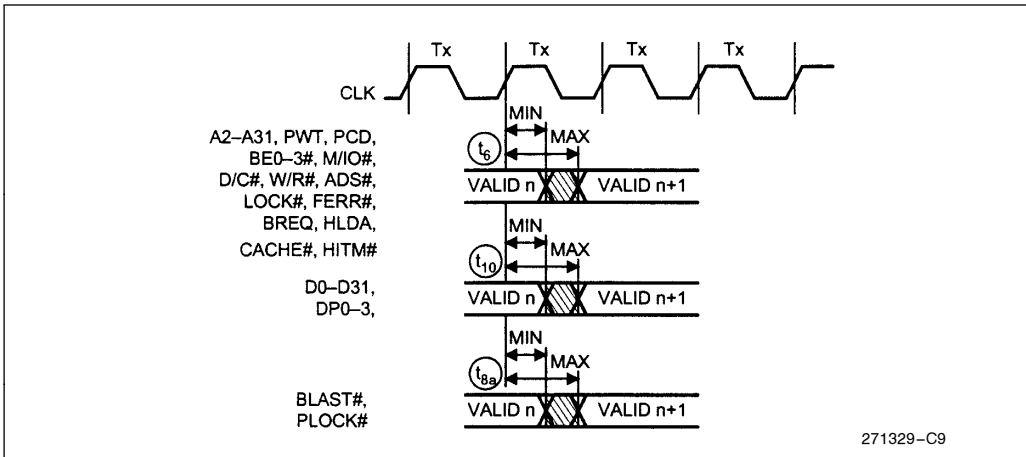 Tx Tx Tx Tx
CLK
MIN
MAX
A2–A31, PWT, PCD,
BE0–3#, M/IO#,
D/C#, W/R#, ADS#,
LOCK#, FERR#,
BREQ, HLDA,
CACHE#, HITM#
t6
VALID n VALID n+1
MIN
MAX
t10
D0–D31,
DP0–3,
VALID n VALID n+1
MIN
MAX
t8a
BLAST#,
PLOCK#
VALID n VALID n+1
271329–C9